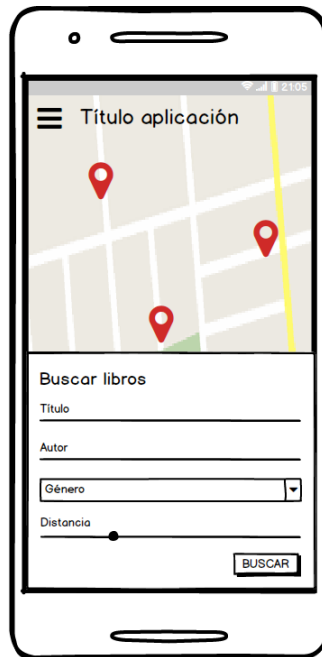 21:05
Título aplicación
Buscar libros
Título
Autor
Género
Distancia
BUSCAR